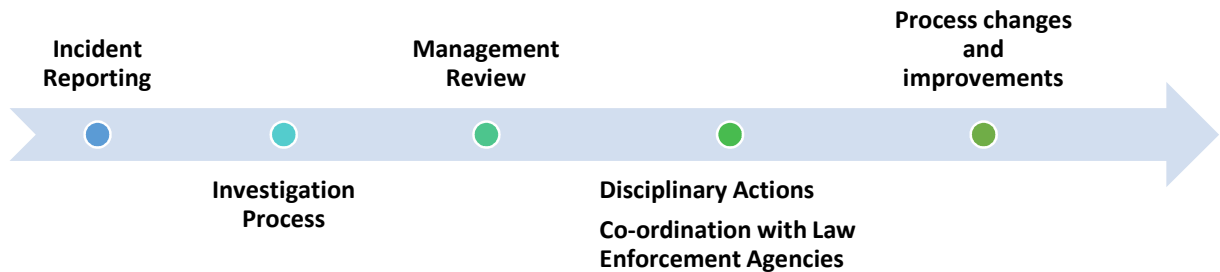 Incident
Reporting
Investigation
Process
Management
Review
Disciplinary Actions
Co-ordination with Law
Enforcement Agencies
Process changes
and
improvements